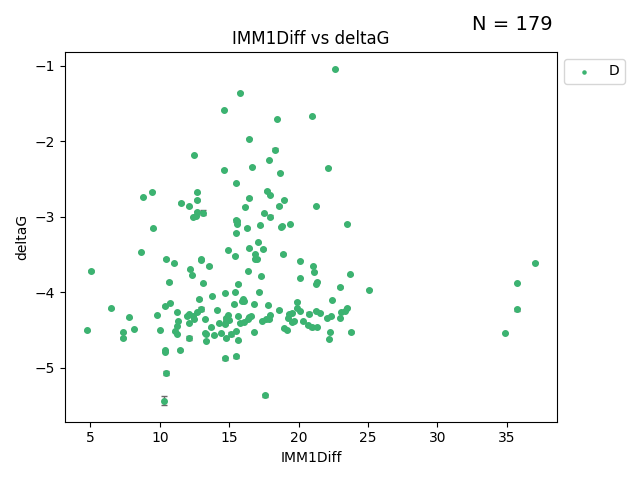 N = 179
IMM1Diff vs deltaG
D
deltaG
−1
−2
−3
−4
−5
5 10 15 20 25 30 35
IMM1Diff